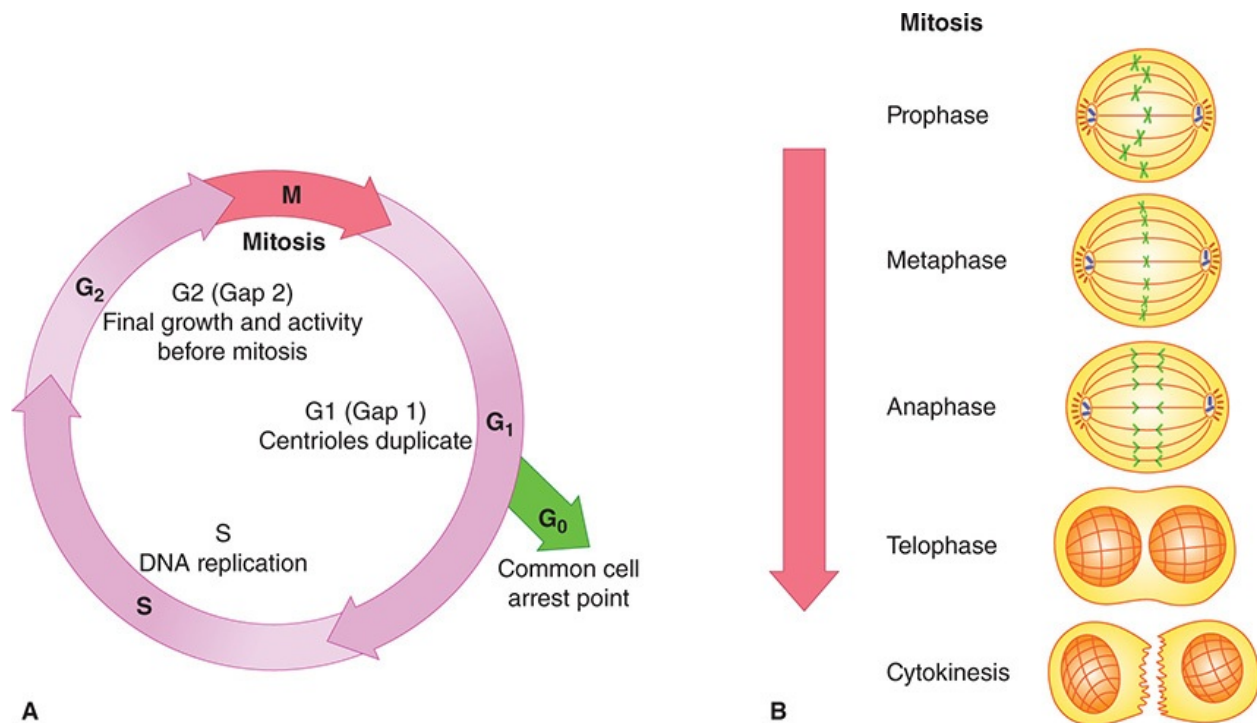 M
Mitosis
G₂
G2 (Gap 2)
Final growth and activity
before mitosis
G1 (Gap 1)
Centrioles duplicate
G₁
G₀
Common cell
arrest point
S
DNA replication
S
A
Mitosis
Prophase
Metaphase
Anaphase
Telophase
Cytokinesis
B